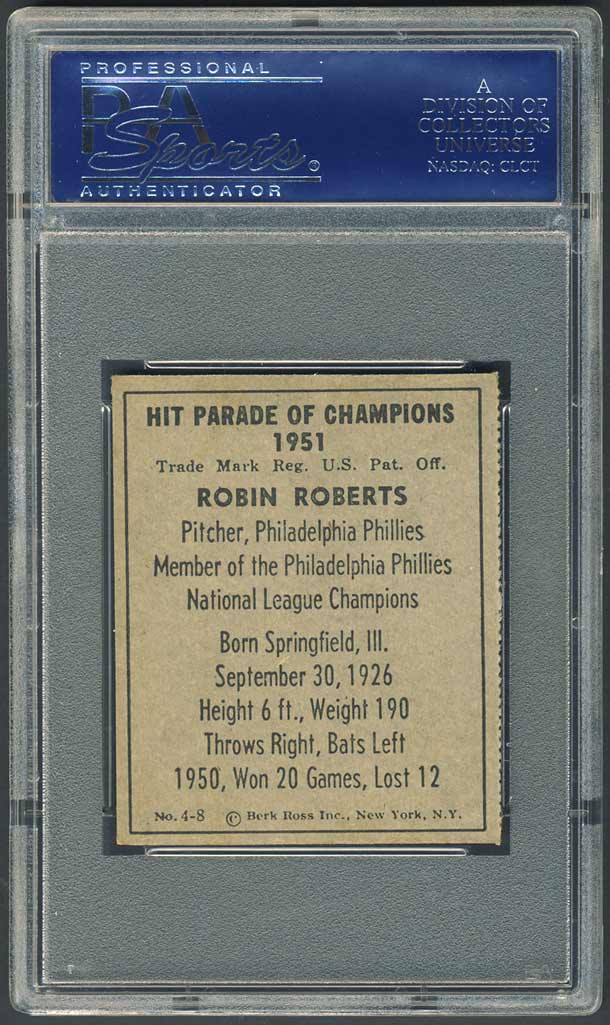 PROFESSIONAL
PSA
Sports®
AUTHENTICATOR
A
DIVISION OF
COLLECTORS
UNIVERSE
NASDAQ: CLCT
HIT PARADE OF CHAMPIONS
1951
Trade Mark Reg. U.S. Pat. Off.
ROBIN ROBERTS
Pitcher, Philadelphia Phillies
Member of the Philadelphia Phillies
National League Champions
Born Springfield, Ill.
September 30, 1926
Height 6 ft., Weight 190
Throws Right, Bats Left
1950, Won 20 Games, Lost 12
No. 4-8 © Berk Ross Inc., New York, N.Y.